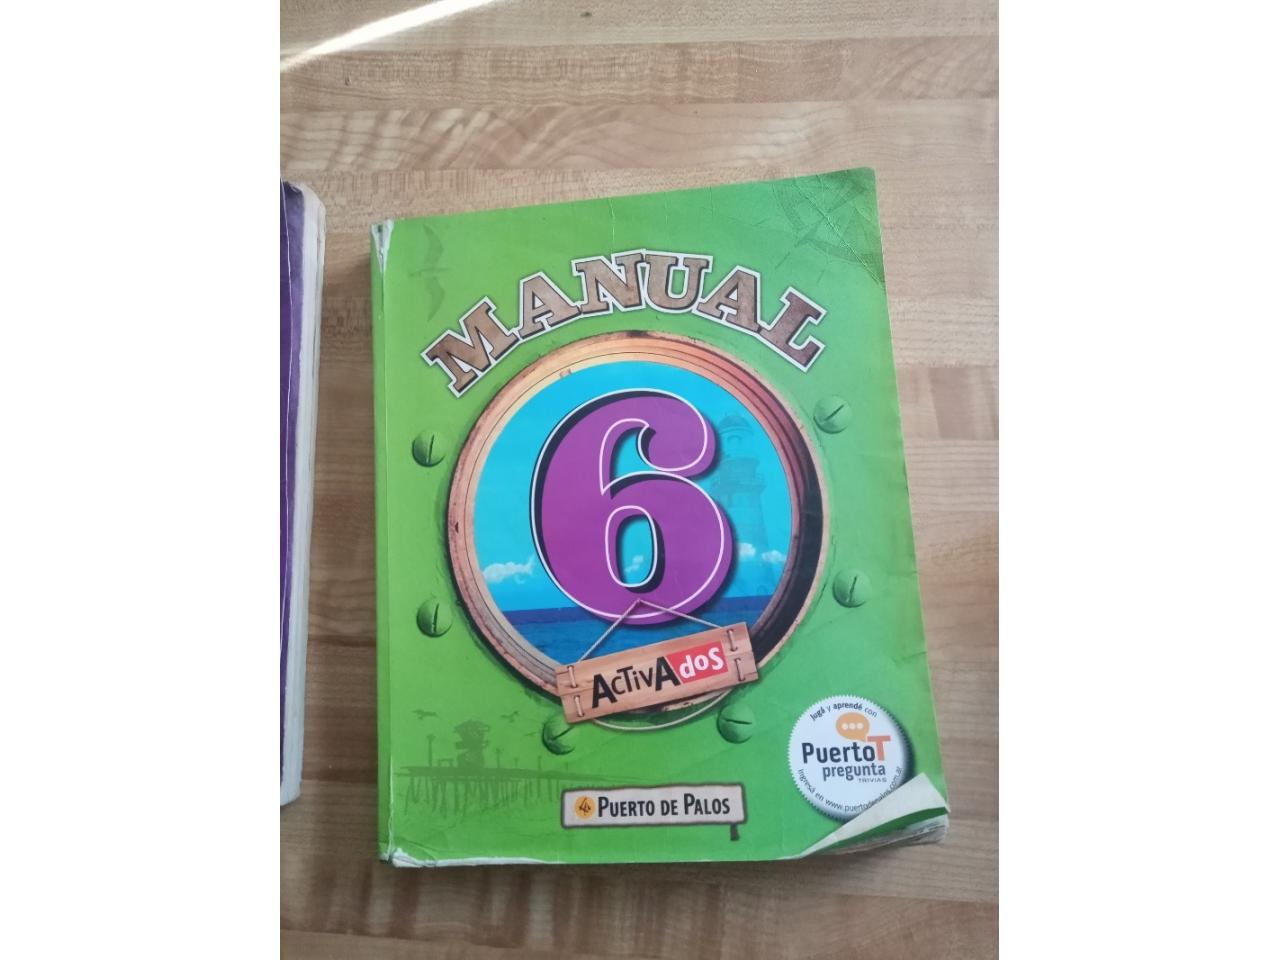 MANUAL
6
ACTIVAdos
PUERTO DE PALOS
Jugá y aprendé con
PuertoT
pregunta
TRIVIAS
ingresá en www.puertodepalos.com.ar